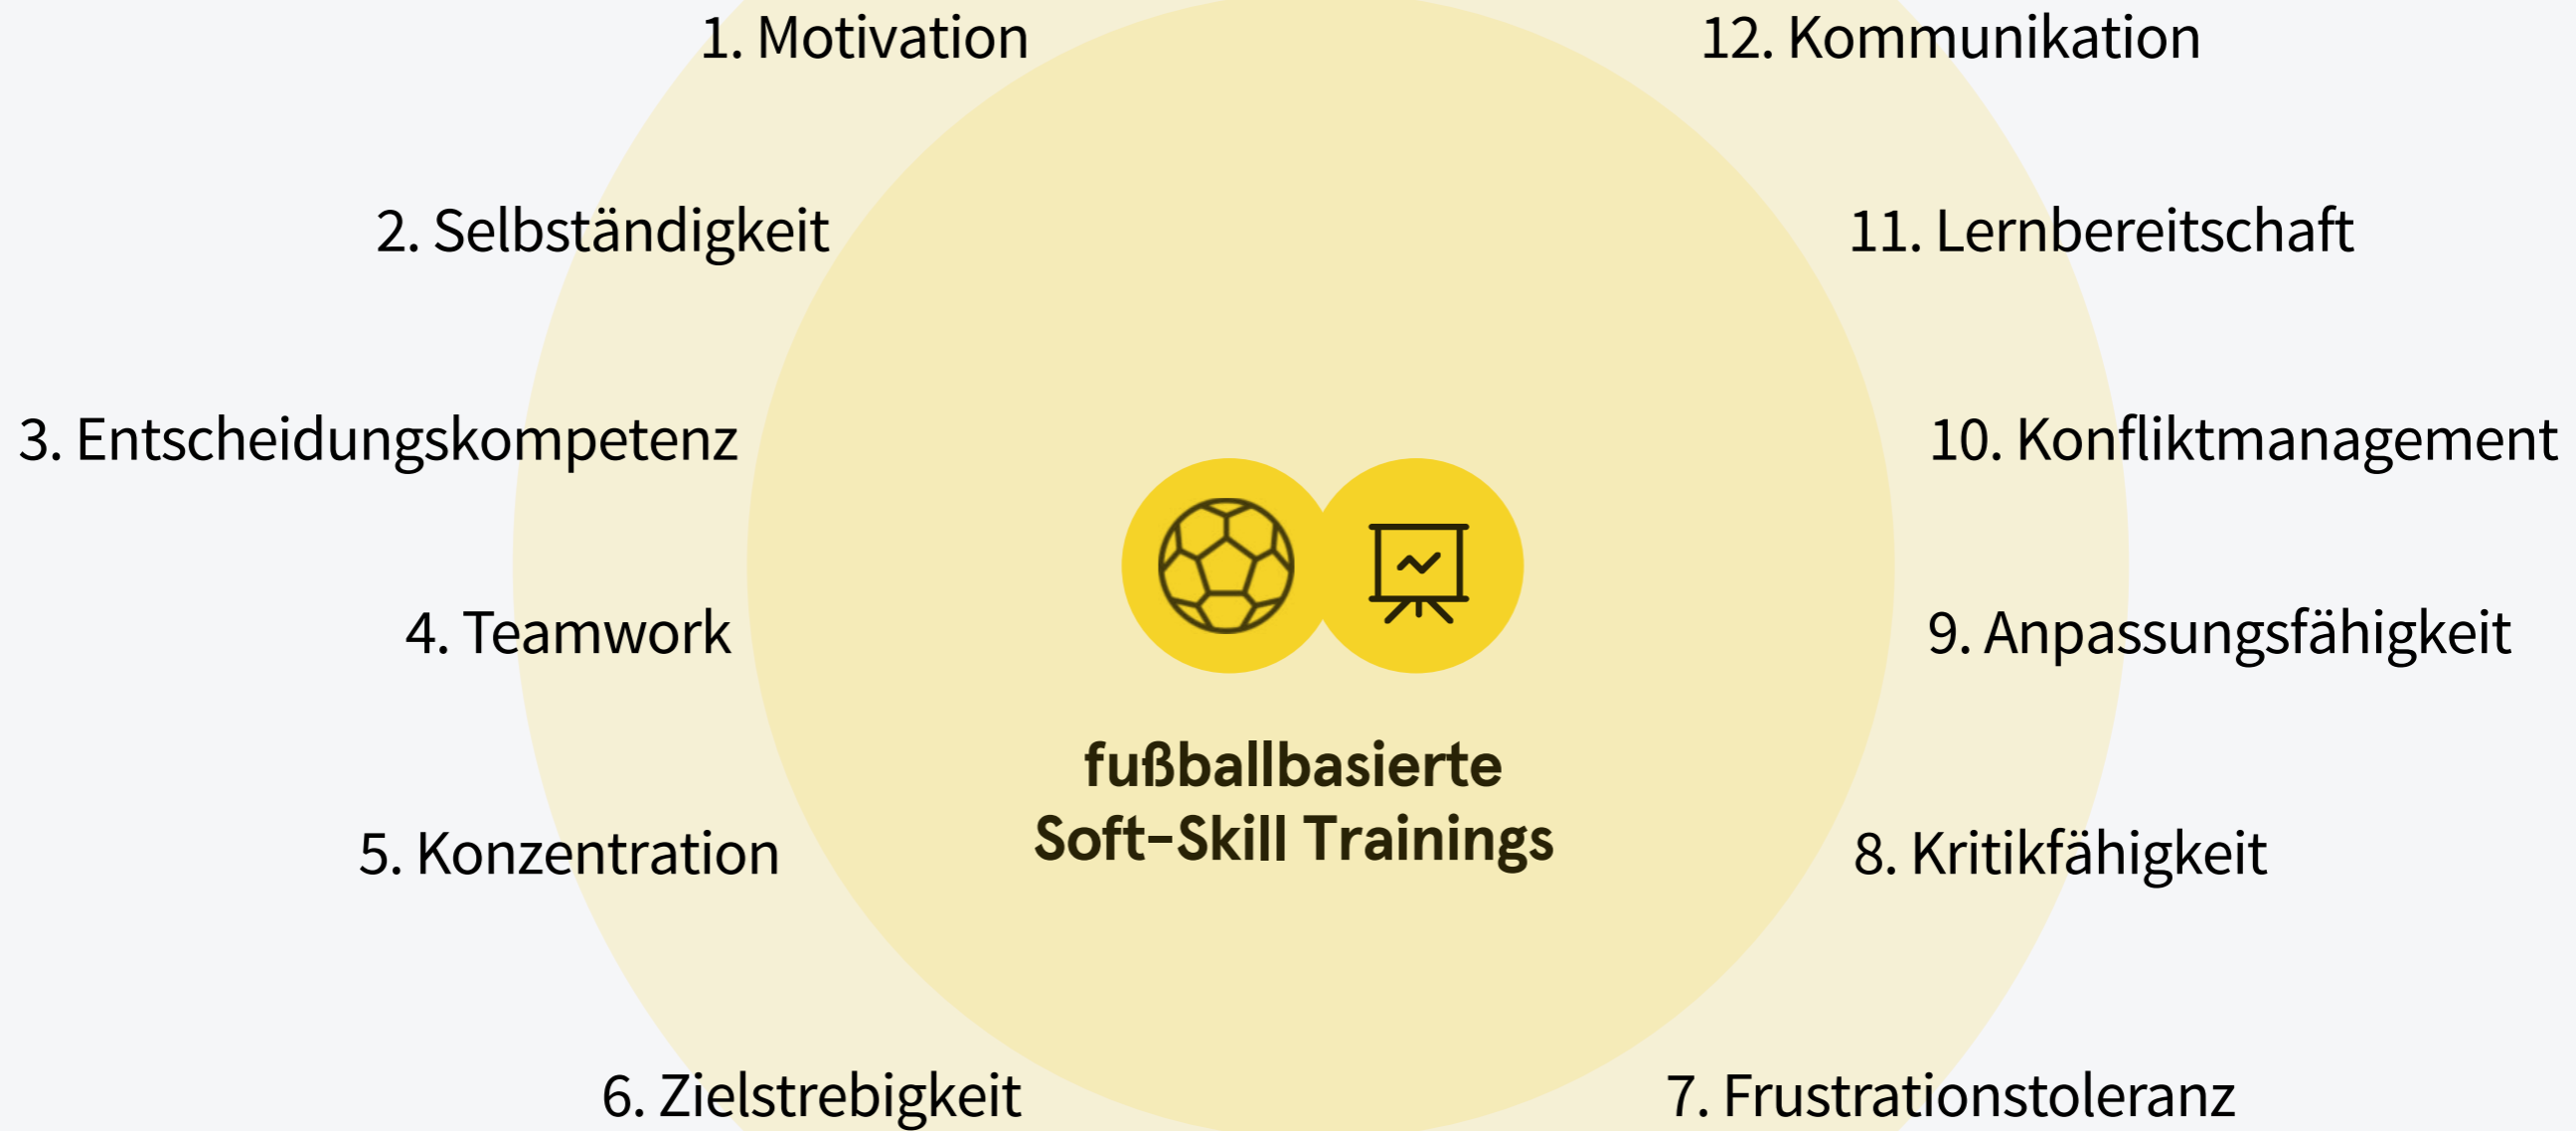 1. Motivation
2. Selbständigkeit
3. Entscheidungskompetenz
4. Teamwork
5. Konzentration
6. Zielstrebigkeit
fußballbasierte
Soft-Skill Trainings
12. Kommunikation
11. Lernbereitschaft
10. Konfliktmanagement
9. Anpassungsfähigkeit
8. Kritikfähigkeit
7. Frustrationstoleranz